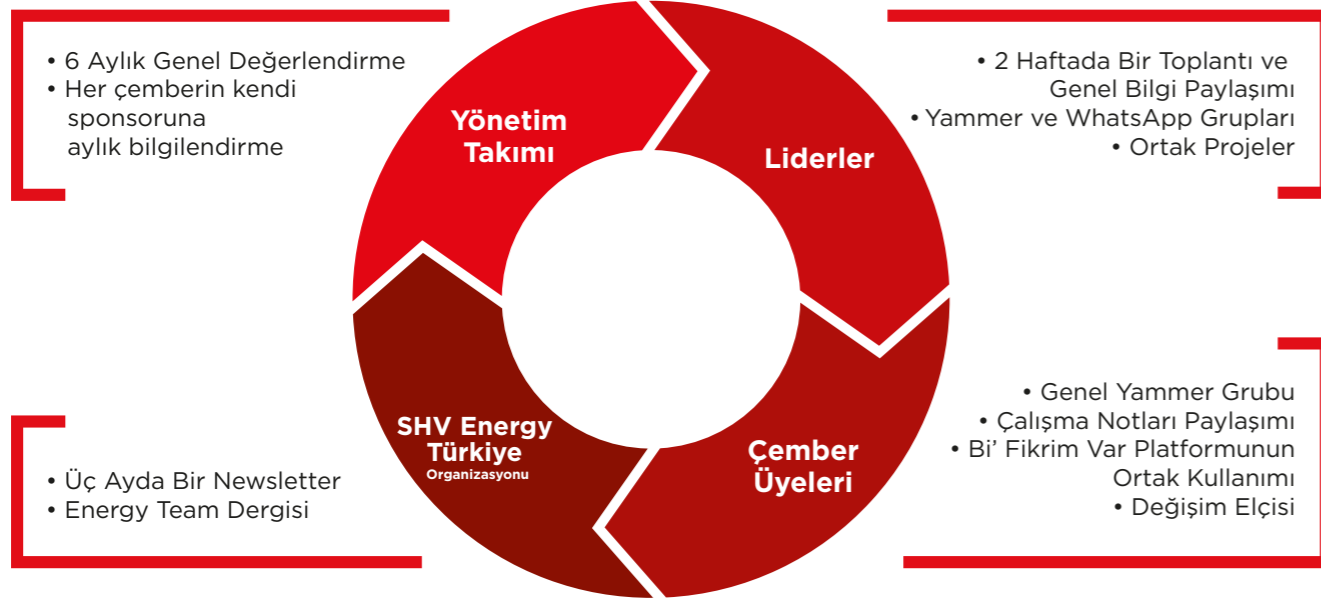 • 6 Aylık Genel Değerlendirme
• Her çemberin kendi
sponsoruna
aylık bilgilendirme
Yönetim
Takımı
Liderler
• 2 Haftada Bir Toplantı ve
Genel Bilgi Paylaşımı
• Yammer ve WhatsApp Grupları
• Ortak Projeler
SHV Energy
Türkiye
Organizasyonu
• Üç Ayda Bir Newsletter
• Energy Team Dergisi
Çember
Üyeleri
• Genel Yammer Grubu
• Çalışma Notları Paylaşımı
• Bi’ Fikrim Var Platformunun
Ortak Kullanımı
• Değişim Elçisi